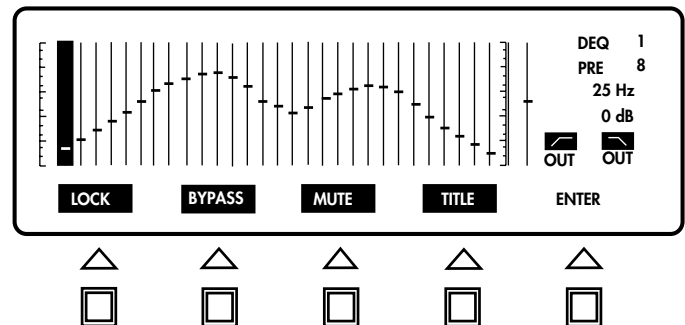 DEQ 1
PRE 8
25 Hz
0 dB
OUT OUT
LOCK BYPASS MUTE TITLE ENTER